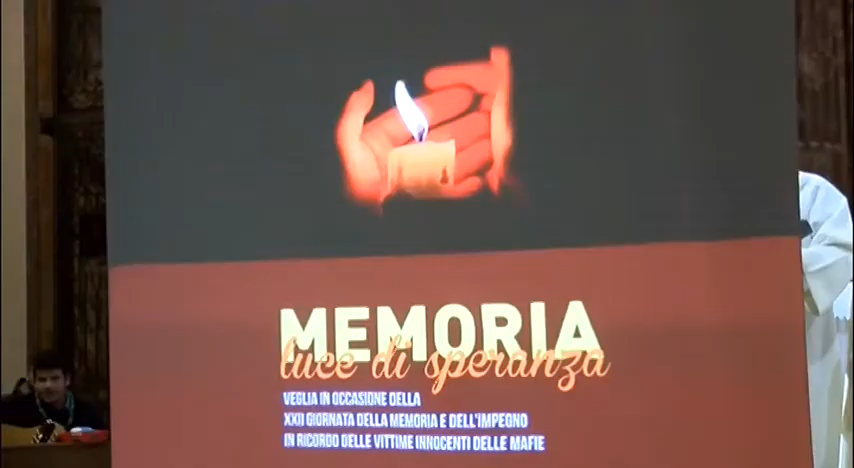 MEMORIA
luce di speranza
VEGLIA IN OCCASIONE DELLA
XXII GIORNATA DELLA MEMORIA E DELL'IMPEGNO
IN RICORDO DELLE VITTIME INNOCENTI DELLE MAFIE